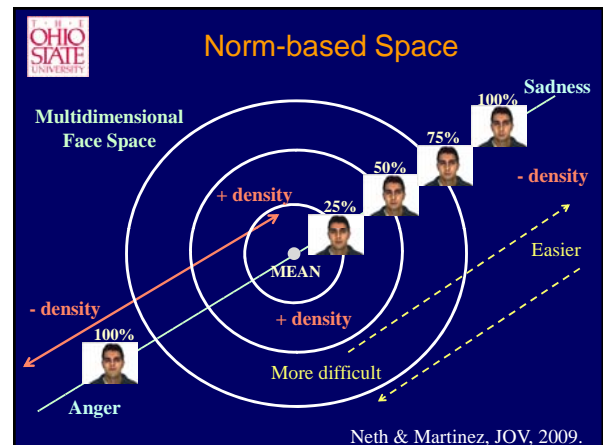 T · H · E
OHIO
STATE
UNIVERSITY
Norm-based Space
Sadness
100%
Multidimensional
Face Space
75%
50%
- density
+ density
25%
Easier
MEAN
- density
+ density
100%
More difficult
Anger
Neth & Martinez, JOV, 2009.